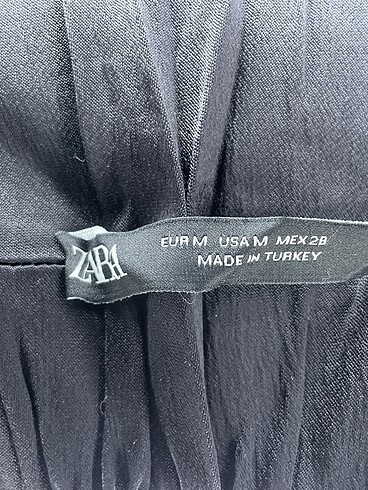 ZARA
EUR M USA M MEX 28
MADE IN TURKEY